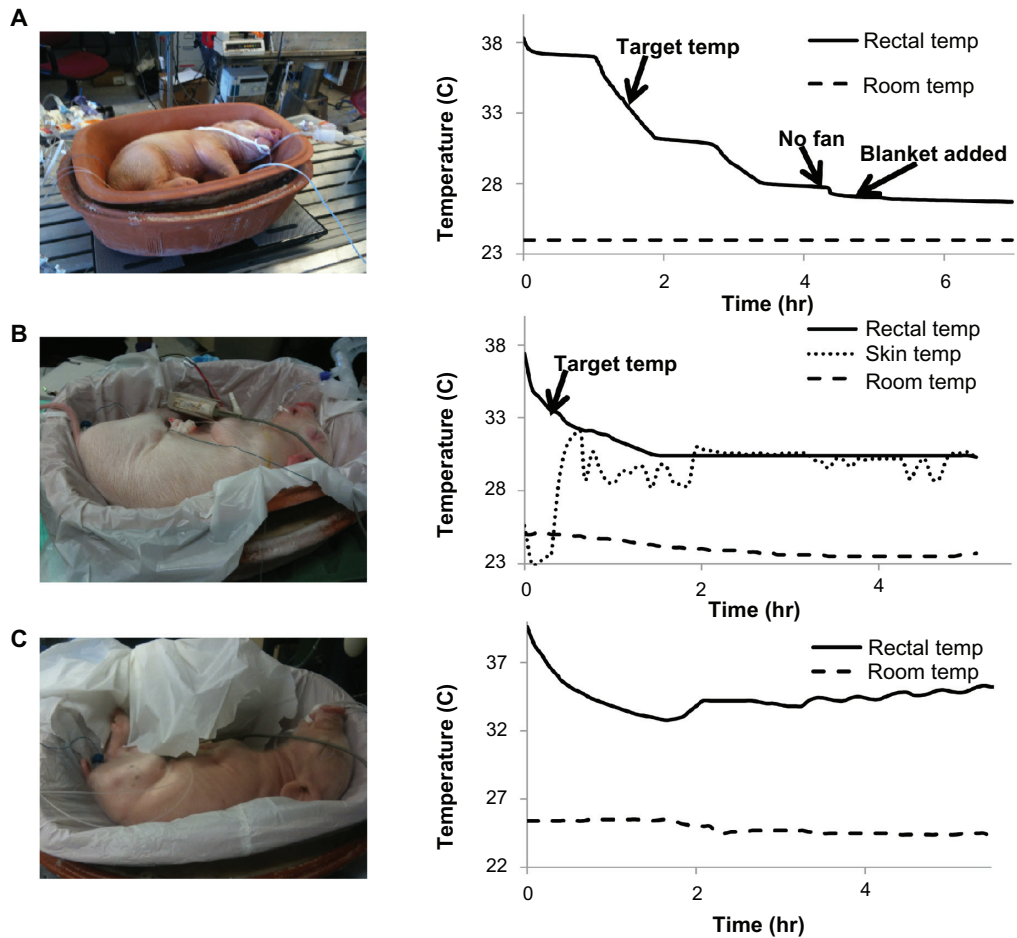 A
38
33
28
23
Temperature (C)
0
2
4
6
Time (hr)
Target temp
No fan
Blanket added
Rectal temp
Room temp
B
38
33
28
23
Temperature (C)
0
2
4
Time (hr)
Target temp
Rectal temp
Skin temp
Room temp
C
37
32
27
22
Temperature (C)
0
2
4
Time (hr)
Rectal temp
Room temp